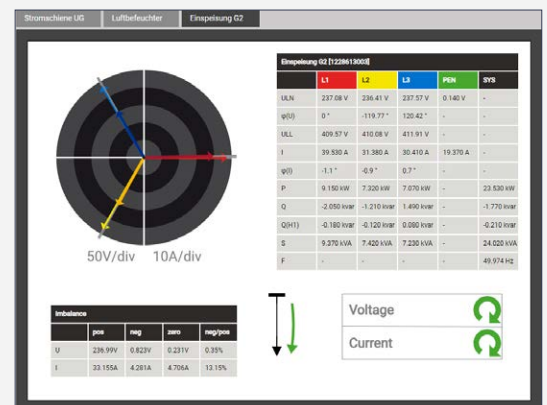 Stromachiene UG Luftbefeuchter Einspeisung G2
Einspeisung G2 [1228613003]
L1 L2 L3 PEN SYS
ULN 237.08 V 236.41 V 237.57 V 0.140 V -
φ(U) 0 ° -119.77 ° 120.42 ° - -
ULL 409.57 V 410.08 V 411.91 V - -
I 39.530 A 31.380 A 30.410 A 19.370 A -
φ(I) -1.1 ° -0.9 ° 0.7 ° - -
P 9.150 kW 7.320 kW 7.070 kW - 23.530 kW
Q -2.050 kvar -1.210 kvar 1.490 kvar - -1.770 kvar
Q(H1) -0.180 kvar -0.120 kvar 0.080 kvar - -0.210 kvar
S 9.370 kVA 7.420 kVA 7.230 kVA - 24.020 kVA
F - - - - 49.974 Hz
50V/div 10A/div
Imbalance
pos neg zero neg/pos
U 236.99V 0.823V 0.231V 0.35%
I 33.155A 4.281A 4.706A 13.15%
Voltage
Current